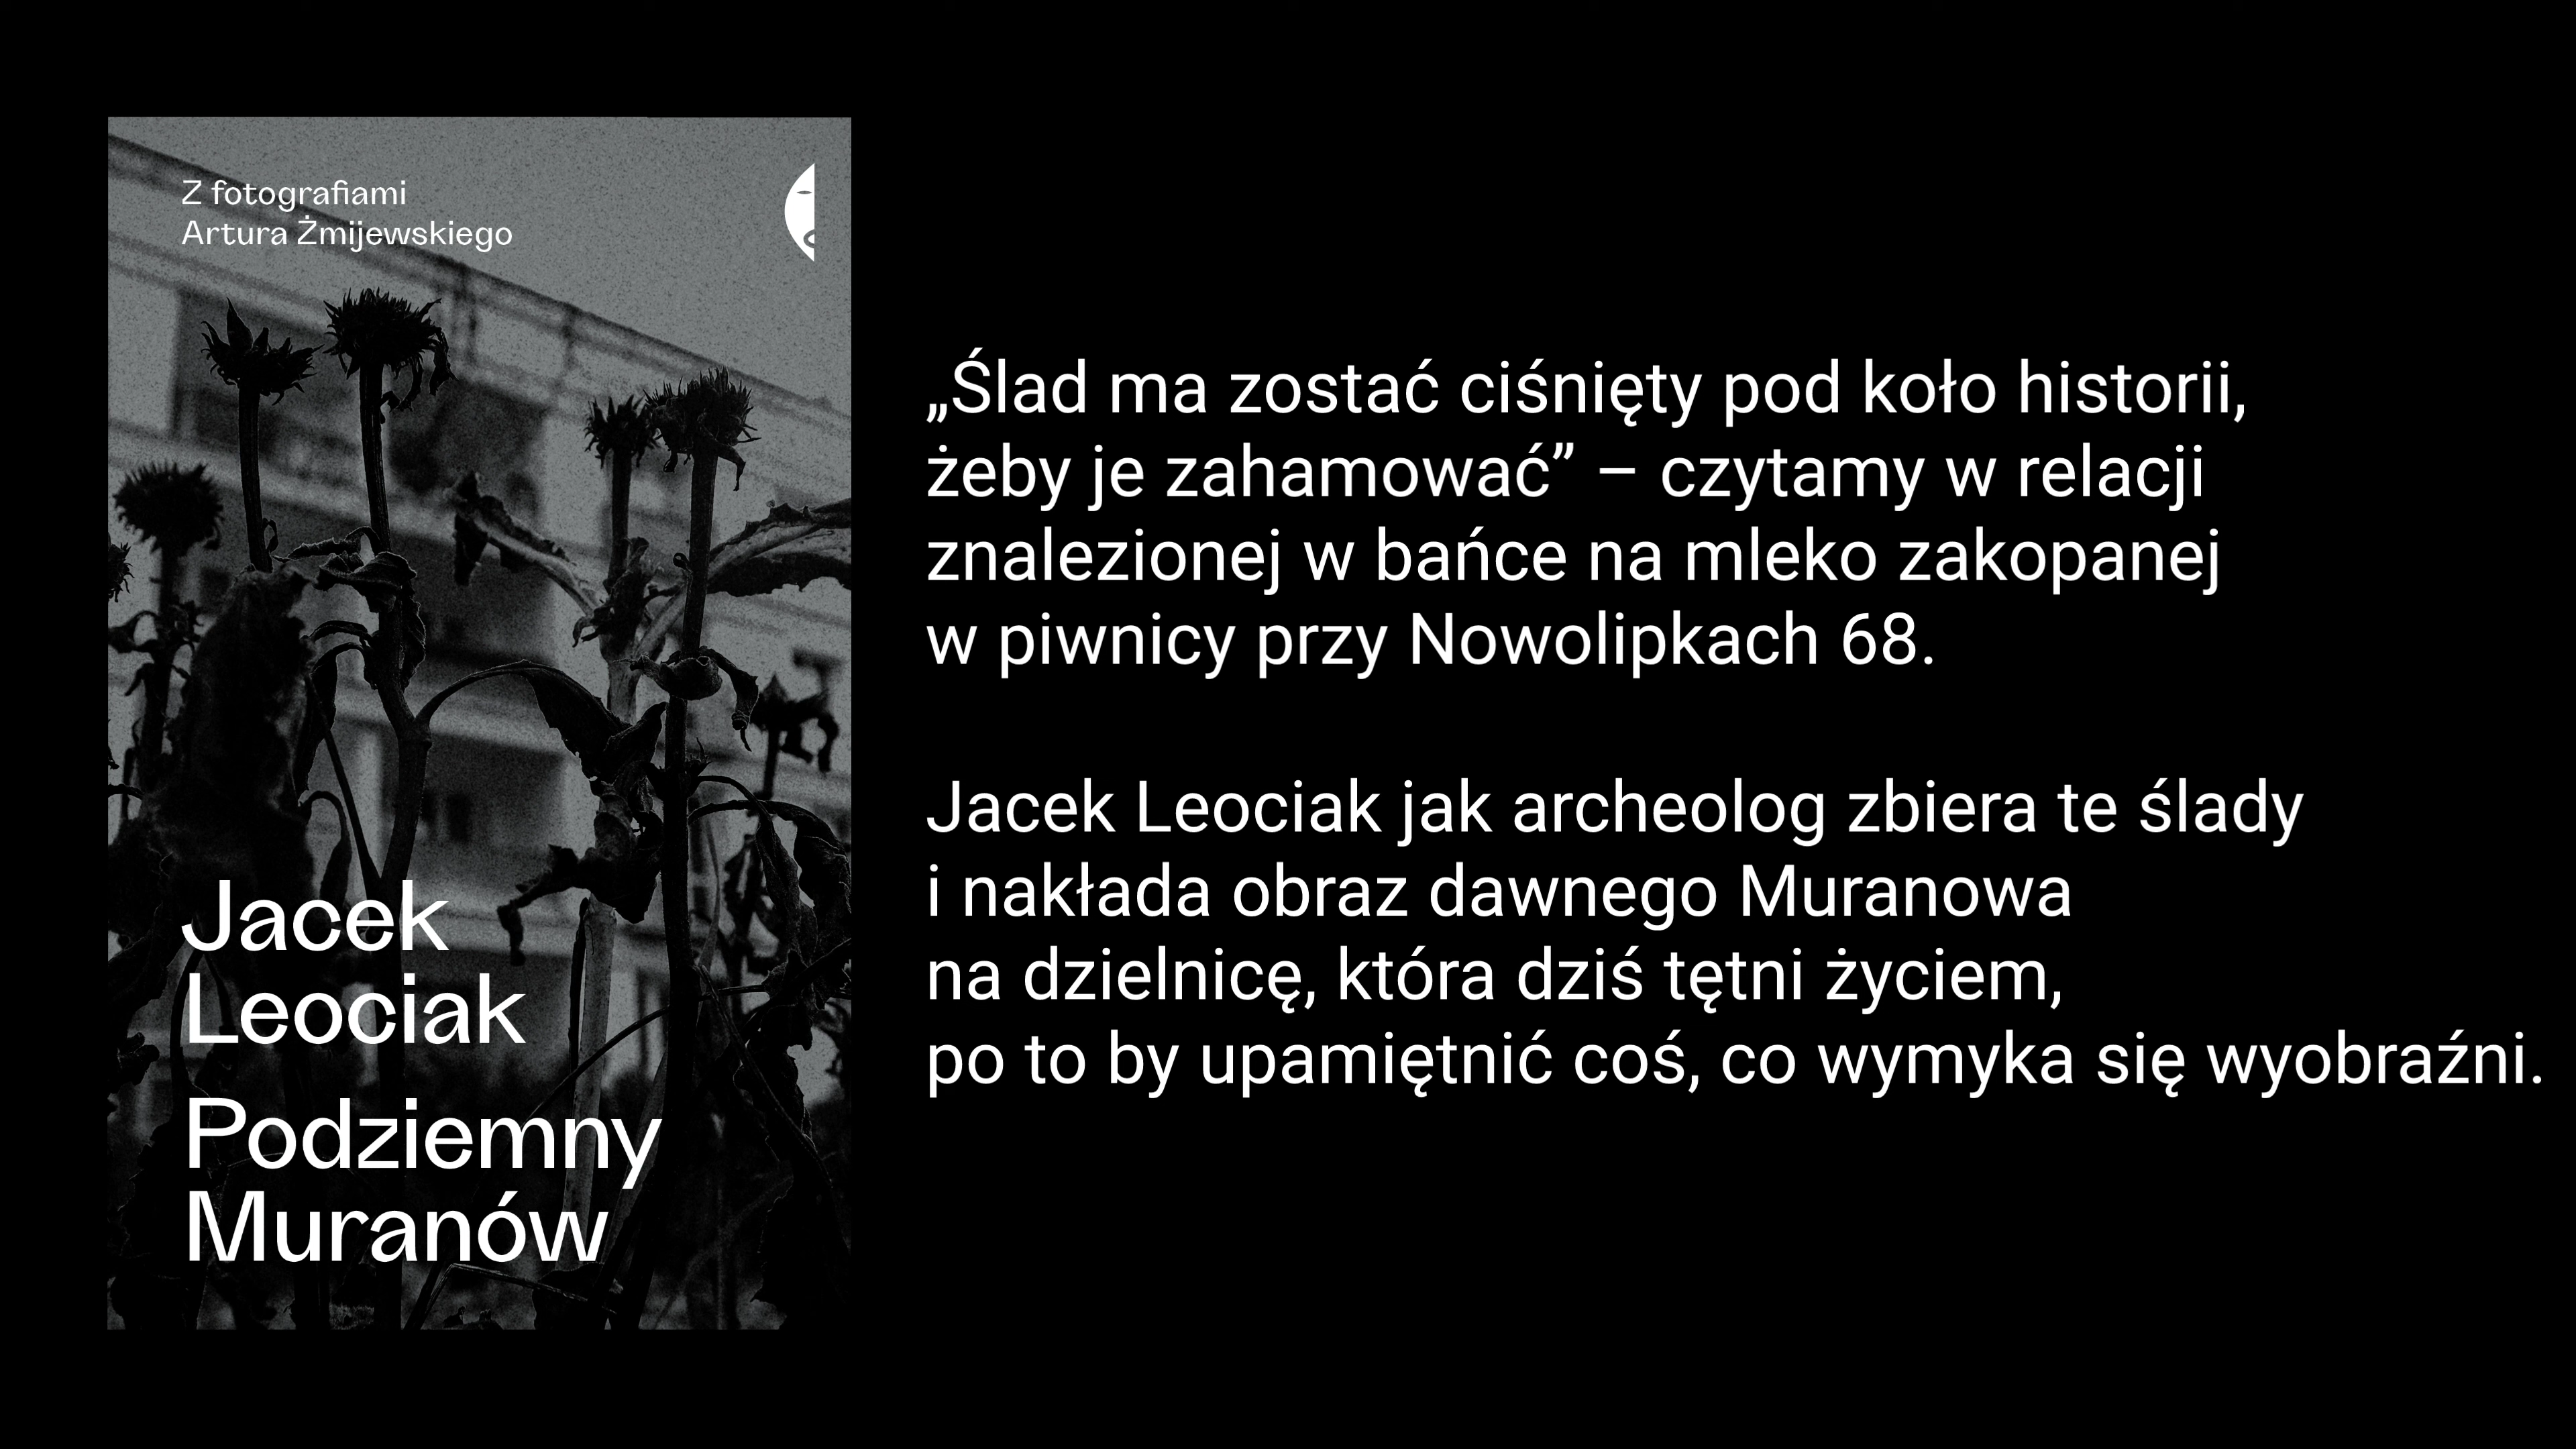 Z fotografiami
Artura Żmijewskiego
Jacek
Leociak
Podziemny
Muranów
„Ślad ma zostać ciśnięty pod koło historii,
żeby je zahamować” – czytamy w relacji
znalezionej w bańce na mleko zakopanej
w piwnicy przy Nowolipkach 68.
Jacek Leociak jak archeolog zbiera te ślady
i nakłada obraz dawnego Muranowa
na dzielnicę, która dziś tętni życiem,
po to by upamiętnić coś, co wymyka się wyobraźni.